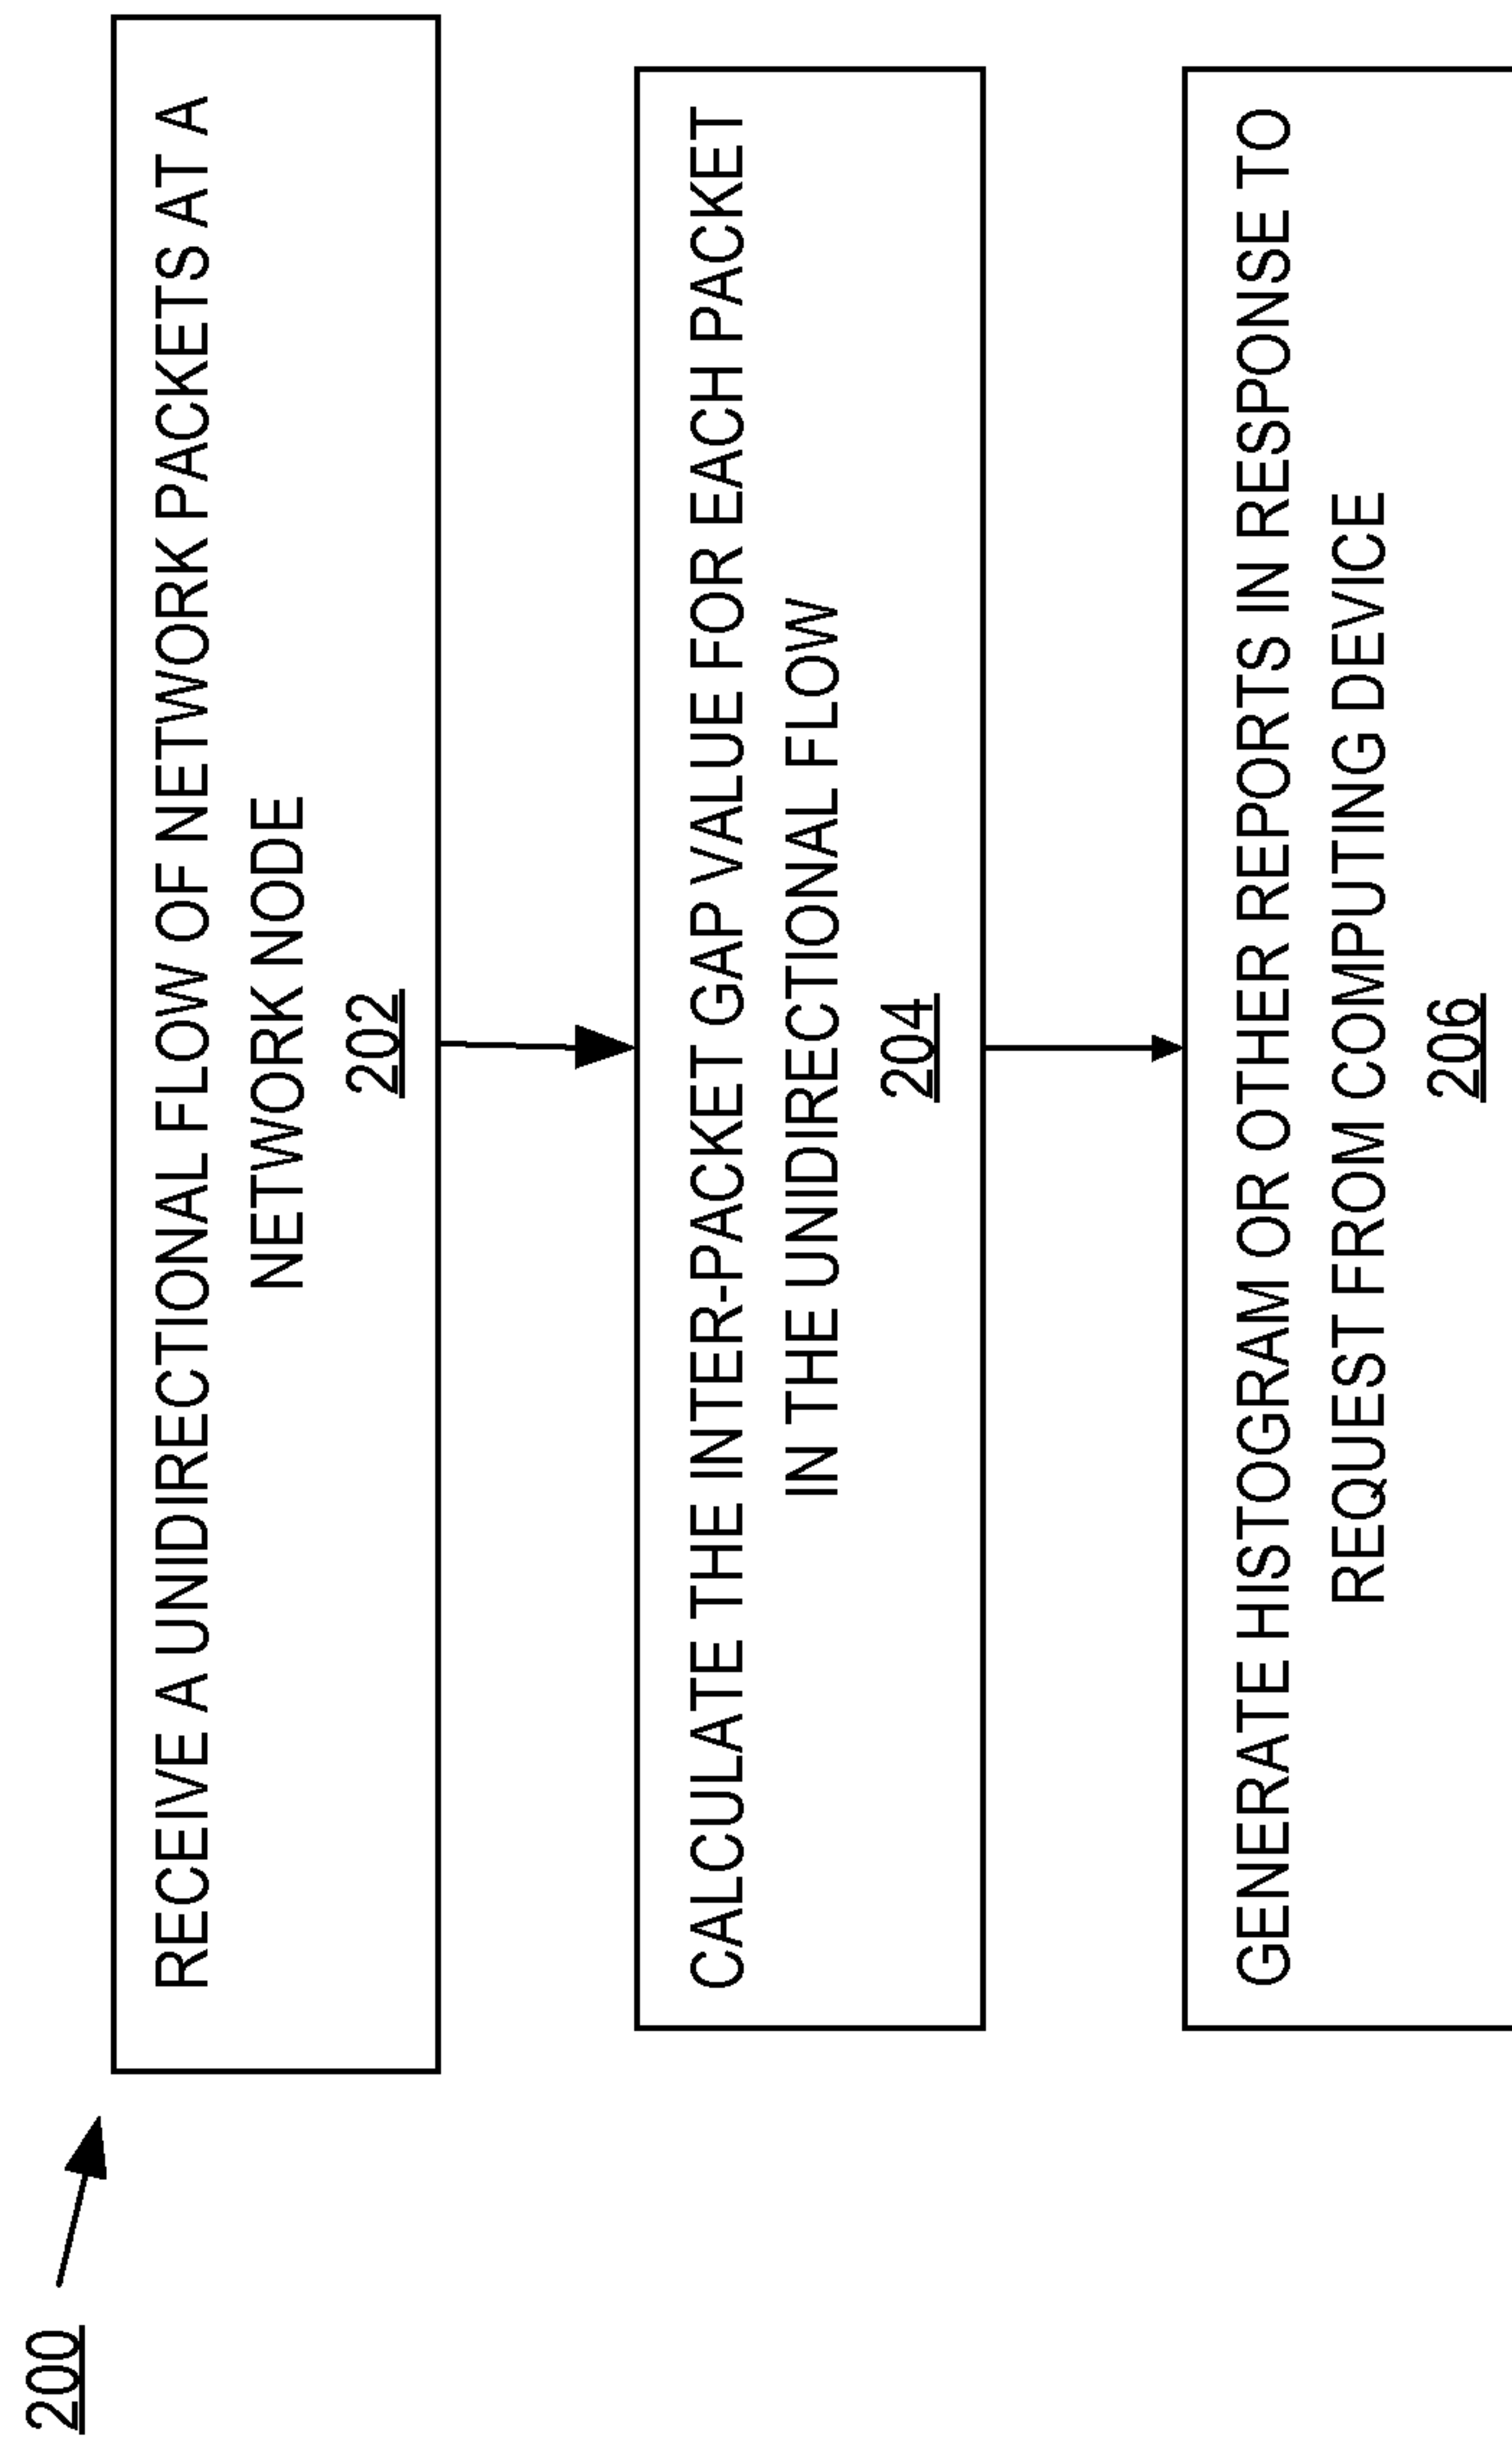 200
RECEIVE A UNIDIRECTIONAL FLOW OF NETWORK PACKETS AT A
NETWORK NODE
202
CALCULATE THE INTER-PACKET GAP VALUE FOR EACH PACKET
IN THE UNIDIRECTIONAL FLOW
204
GENERATE HISTOGRAM OR OTHER REPORTS IN RESPONSE TO
REQUEST FROM COMPUTING DEVICE
206